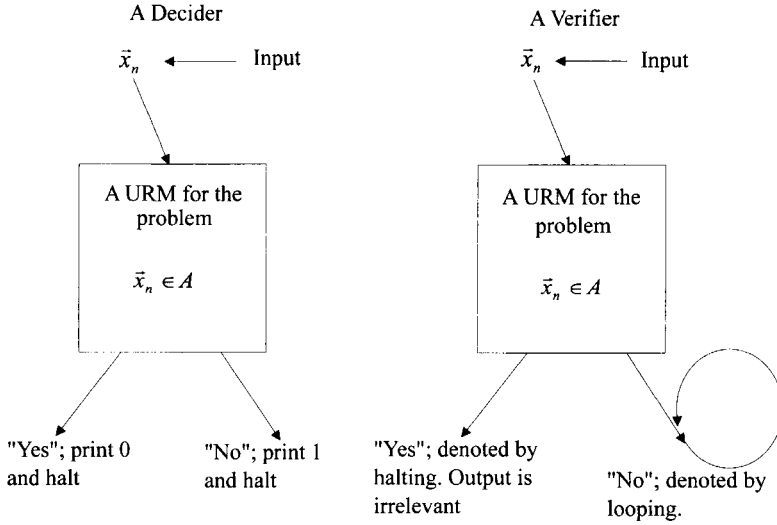 A Decider
x⃗ₙ
Input
A URM for the
problem
x⃗ₙ ∈ A
"Yes"; print 0
and halt
"No"; print 1
and halt
A Verifier
x⃗ₙ
Input
A URM for the
problem
x⃗ₙ ∈ A
"Yes"; denoted by
halting. Output is
irrelevant
"No"; denoted by
looping.